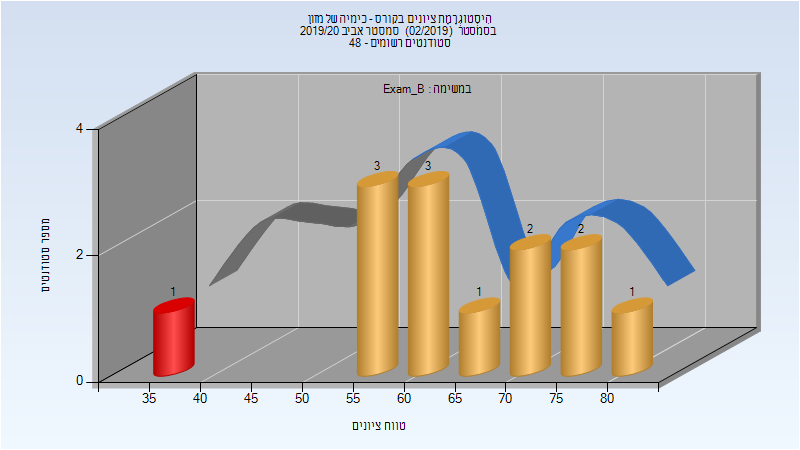 היסטוגרמת ציונים בקורס - כימיה של מזון
בסמסטר (02/2019) סמסטר אביב 2019/20
סטודנטים רשומים - 48
במשימה : Exam_B
מספר סטודנטים
4
2
0
1
3
3
1
2
2
1
35 40 45 50 55 60 65 70 75 80
טווח ציונים